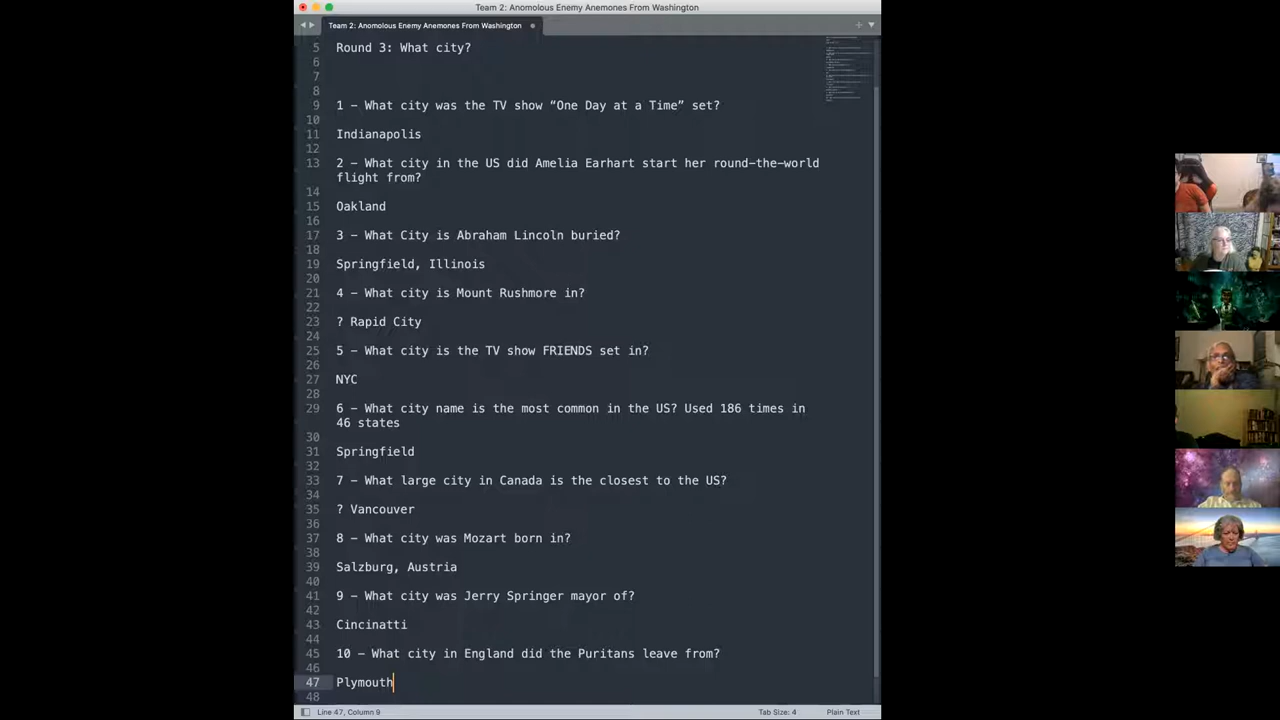 Team 2: Anomolous Enemy Anemones From Washington
Team 2: Anomolous Enemy Anemones From Washington
5 Round 3: What city?
6
7
8
9 1 – What city was the TV show “One Day at a Time” set?
10
11 Indianapolis
12
13 2 – What city in the US did Amelia Earhart start her round-the-world
flight from?
14
15 Oakland
16
17 3 – What City is Abraham Lincoln buried?
18
19 Springfield, Illinois
20
21 4 – What city is Mount Rushmore in?
22
23 ? Rapid City
24
25 5 – What city is the TV show FRIENDS set in?
26
27 NYC
28
29 6 – What city name is the most common in the US? Used 186 times in
46 states
30
31 Springfield
32
33 7 – What large city in Canada is the closest to the US?
34
35 ? Vancouver
36
37 8 – What city was Mozart born in?
38
39 Salzburg, Austria
40
41 9 – What city was Jerry Springer mayor of?
42
43 Cincinatti
44
45 10 – What city in England did the Puritans leave from?
46
47 Plymouth
48
Line 47, Column 9 Tab Size: 4 Plain Text